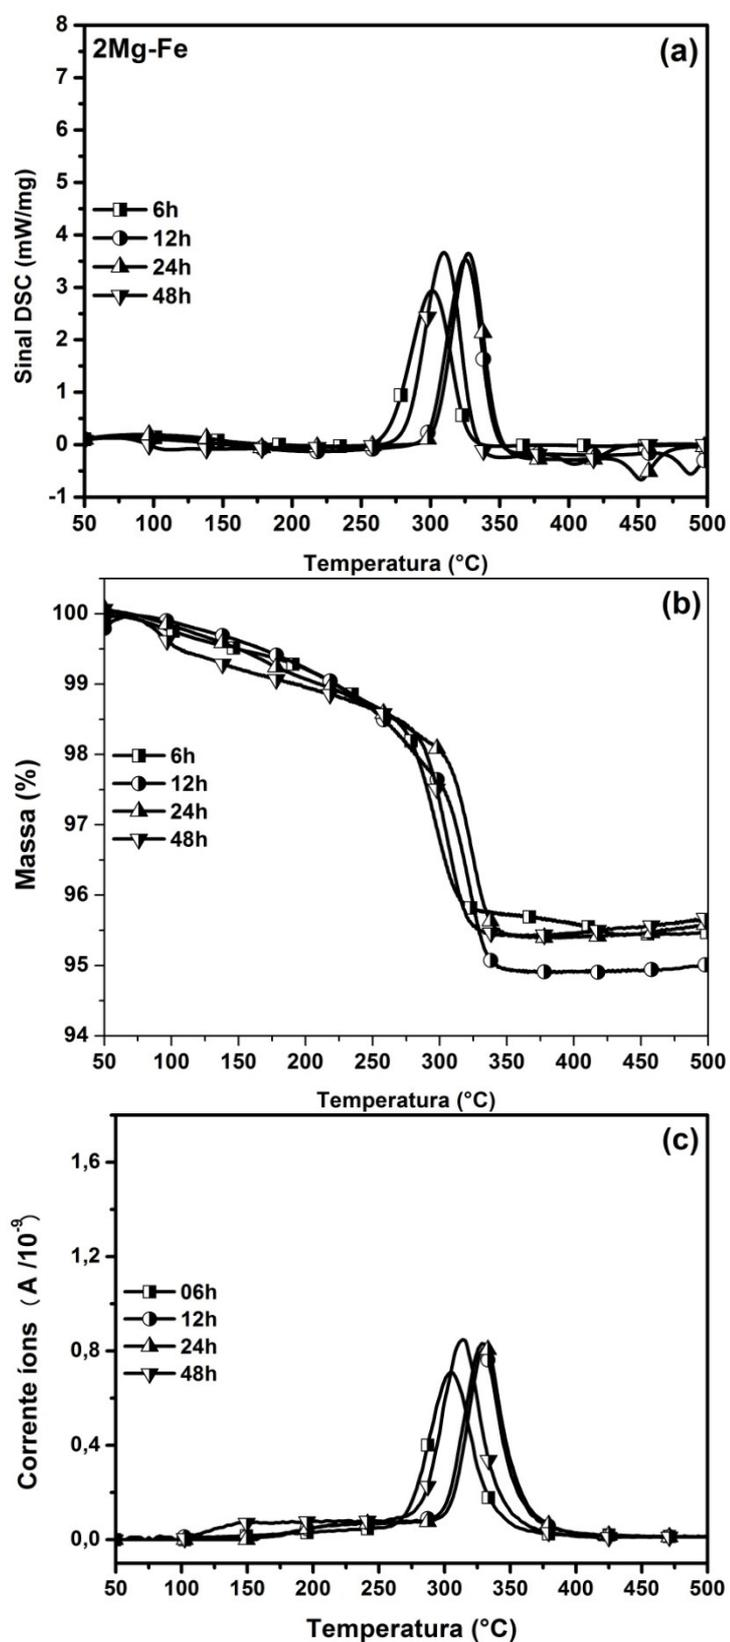 2Mg-Fe
(a)
8
7
6
5
4
3
2
1
0
-1
Sinal DSC (mW/mg)
6h
12h
24h
48h
50 100 150 200 250 300 350 400 450 500
Temperatura (°C)
(b)
100
99
98
97
96
95
94
Massa (%)
6h
12h
24h
48h
50 100 150 200 250 300 350 400 450 500
Temperatura (°C)
(c)
1,6
1,2
0,8
0,4
0,0
Corrente íons (A /10⁻⁹)
06h
12h
24h
48h
50 100 150 200 250 300 350 400 450 500
Temperatura (°C)